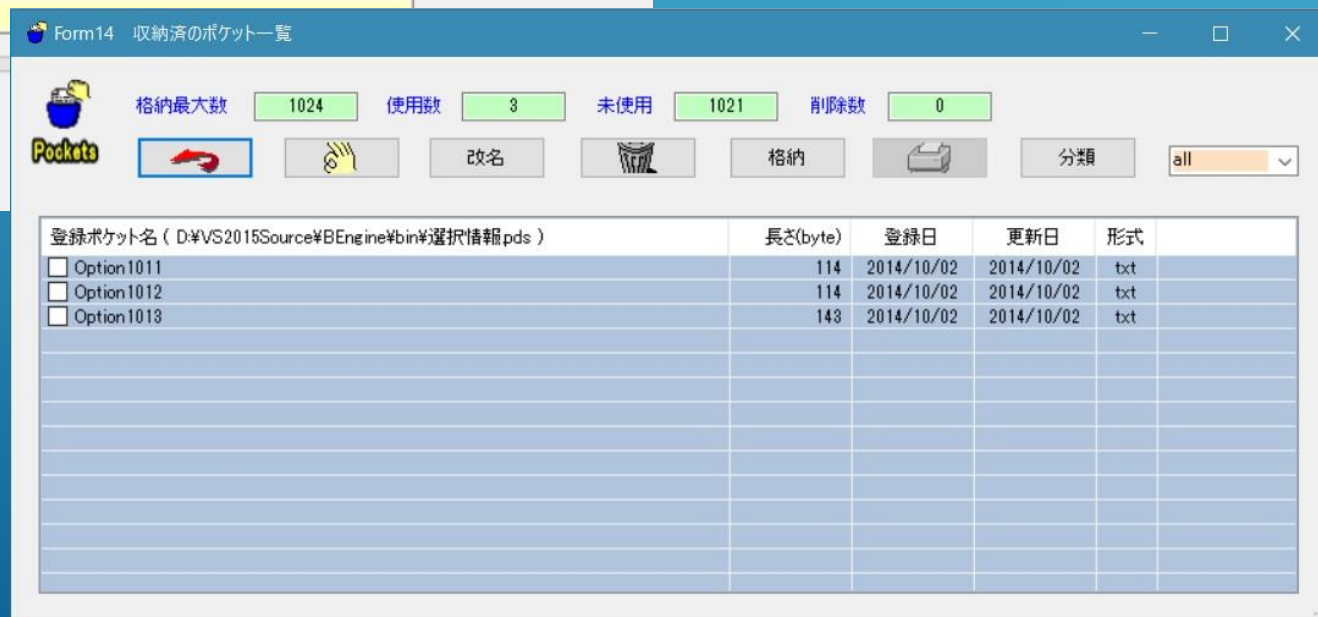 Form14 収納済のポケット一覧
格納最大数 1024 使用数 3 未使用 1021 削除数 0
Pockets 改名 格納 分類 all
登録ポケット名 ( D:¥VS2015Source¥BEngine¥bin¥選択情報.pds ) 長さ(byte) 登録日 更新日 形式
Option1011 114 2014/10/02 2014/10/02 txt
Option1012 114 2014/10/02 2014/10/02 txt
Option1013 143 2014/10/02 2014/10/02 txt